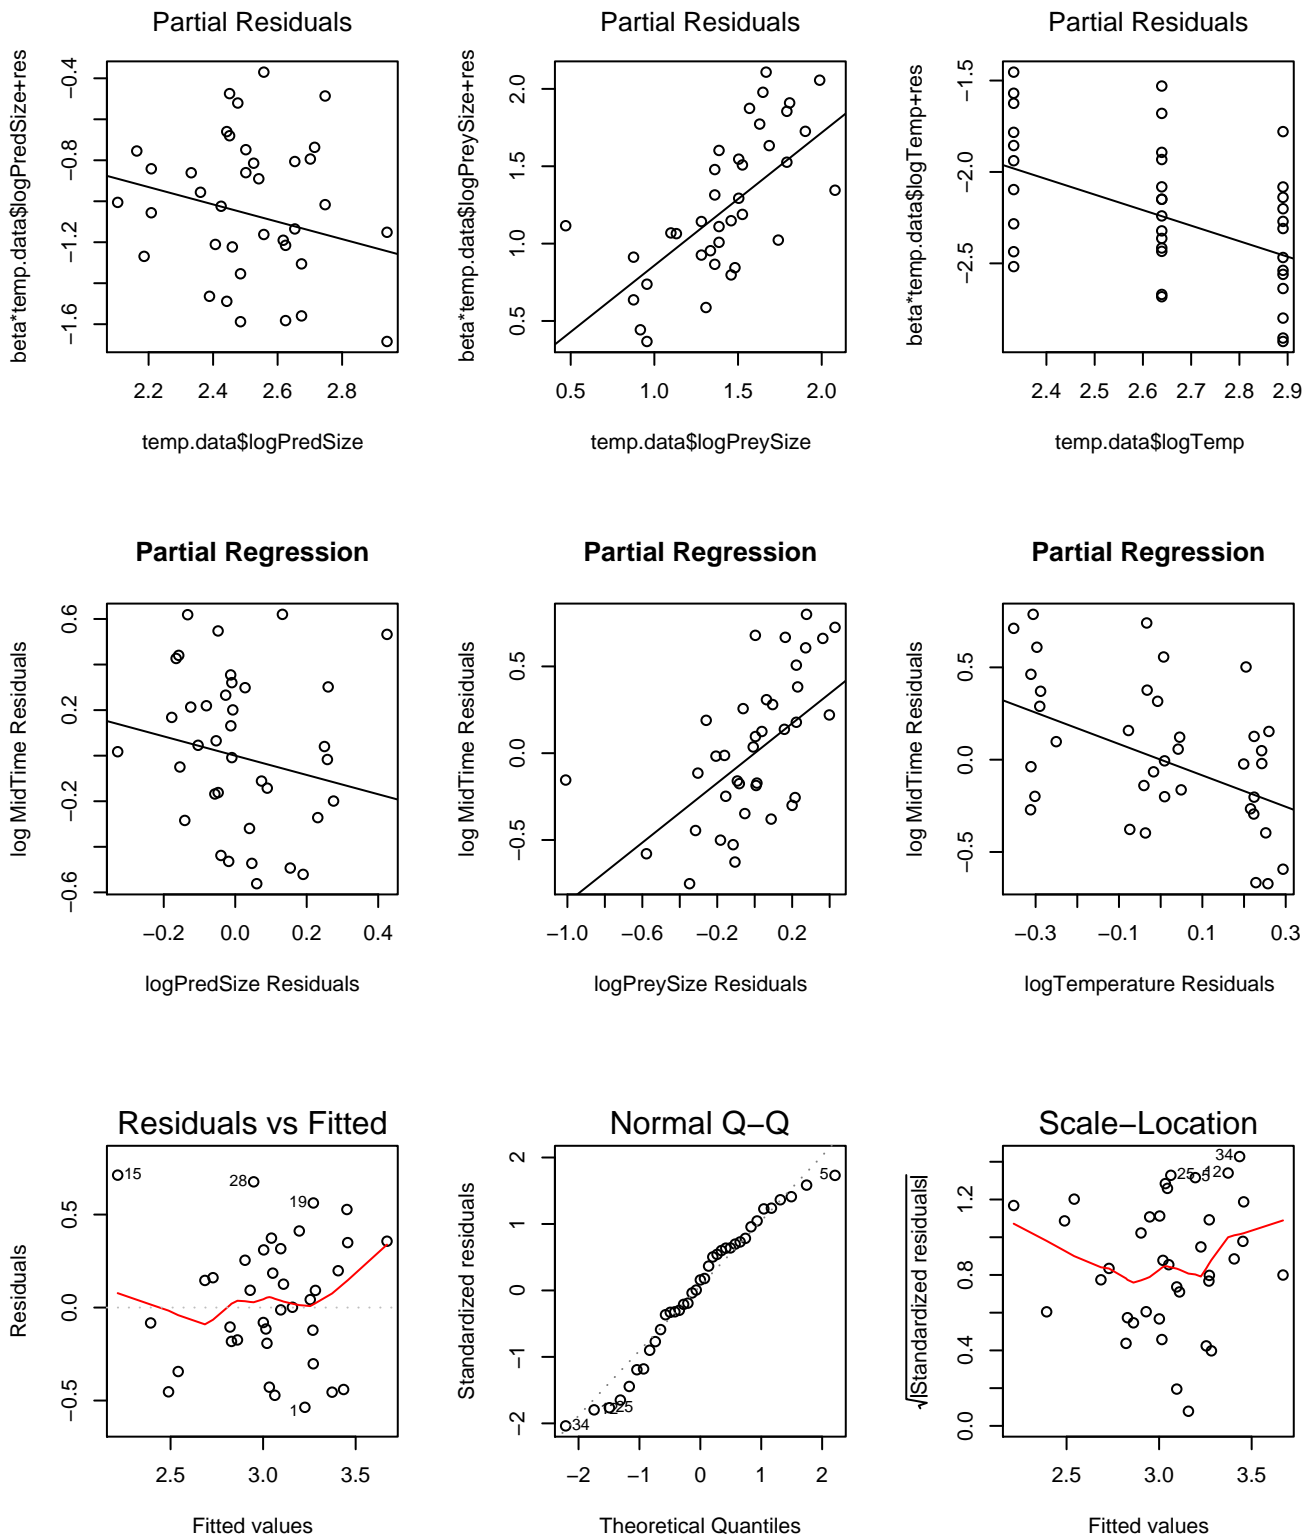 Partial Residuals
beta*temp.data$logPredSize+res
−0.4
−0.8
−1.2
−1.6
2.2 2.4 2.6 2.8
temp.data$logPredSize
Partial Residuals
beta*temp.data$logPreySize+res
2.0
1.5
1.0
0.5
0.5 1.0 1.5 2.0
temp.data$logPreySize
Partial Residuals
beta*temp.data$logTemp+res
−1.5
−2.0
−2.5
2.4 2.5 2.6 2.7 2.8 2.9
temp.data$logTemp
Partial Regression
log MidTime Residuals
0.6
0.2
−0.2
−0.6
−0.2 0.0 0.2 0.4
logPredSize Residuals
Partial Regression
log MidTime Residuals
0.5
0.0
−0.5
−1.0 −0.6 −0.2 0.2
logPreySize Residuals
Partial Regression
log MidTime Residuals
0.5
0.0
−0.5
−0.3 −0.1 0.1 0.3
logTemperature Residuals
Residuals vs Fitted
Residuals
0.5
0.0
−0.5
15
28
19
1
2.5 3.0 3.5
Fitted values
Normal Q−Q
Standardized residuals
2
1
0
−1
−2
5
34
25
−2 −1 0 1 2
Theoretical Quantiles
Scale−Location
√|Standardized residuals|
1.2
0.8
0.4
0.0
34
25
5
12
2.5 3.0 3.5
Fitted values